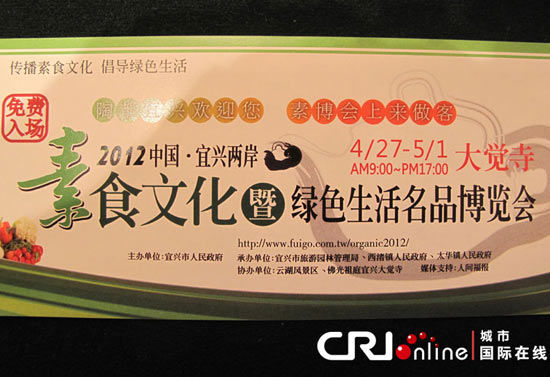 传播素食文化 倡导绿色生活
免费
入场
陶都宜兴欢迎您 素博会上来做客
2012中国·宜兴两岸
4/27-5/1
AM9:00~PM17:00
大觉寺
素食文化暨绿色生活名品博览会
http://www.fuigo.com.tw/organic2012/
主办单位:宜兴市人民政府
承办单位:宜兴市旅游园林管理局、西渚镇人民政府、太华镇人民政府
协办单位:云湖风景区、佛光祖庭宜兴大觉寺 媒体支持:人间福报
CRIonline 城市
国际在线